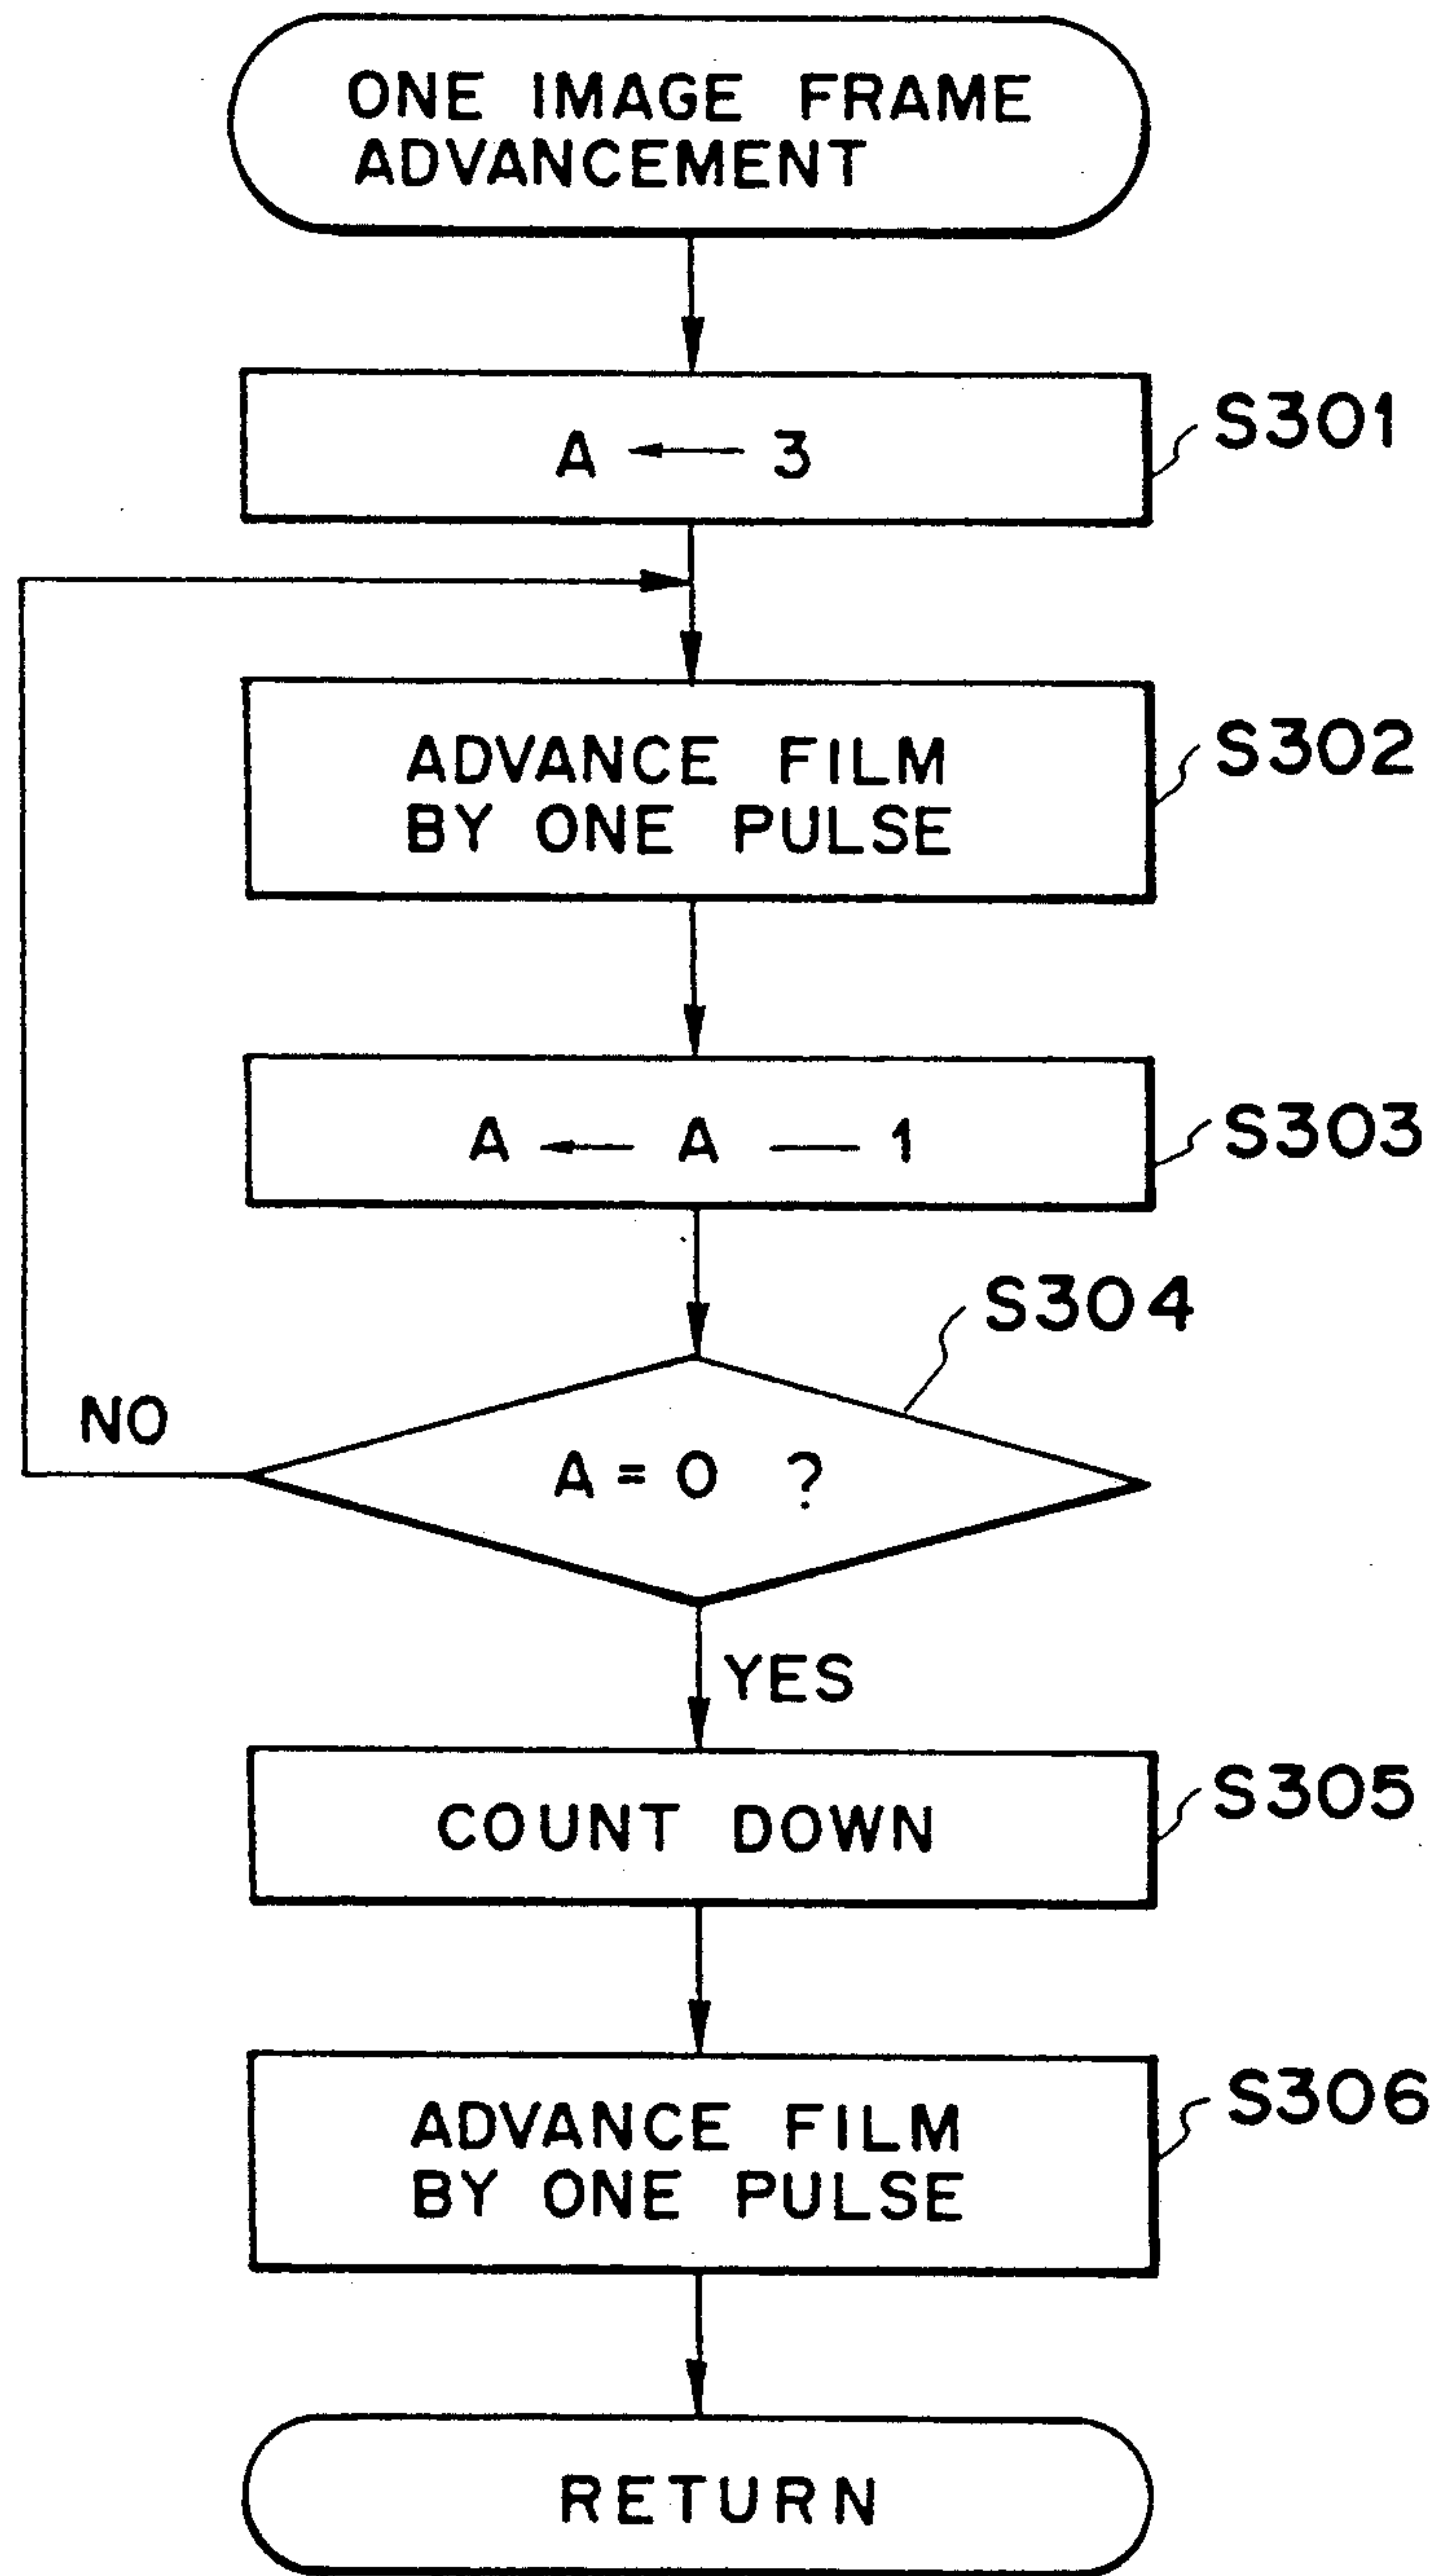 ONE IMAGE FRAME
ADVANCEMENT
A ← 3
S301
ADVANCE FILM
BY ONE PULSE
S302
A ← A — 1
S303
S304
NO
A = 0 ?
YES
COUNT DOWN
S305
ADVANCE FILM
BY ONE PULSE
S306
RETURN